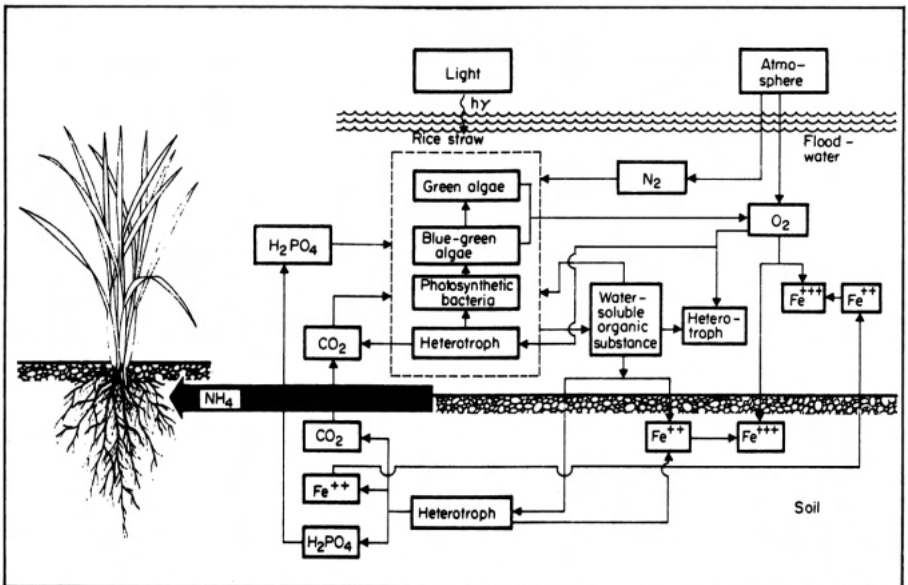 Light
Atmo-
sphere
hγ
Rice straw
Flood-
water
Green algae
N₂
O₂
H₂PO₄
Blue-green
algae
Photosynthetic
bacteria
Water-
soluble
organic
substance
Fe⁺⁺⁺
Fe⁺⁺
Hetero-
troph
CO₂
Heterotroph
NH₄
CO₂
Fe⁺⁺
Fe⁺⁺⁺
Fe⁺⁺
Heterotroph
Soil
H₂PO₄